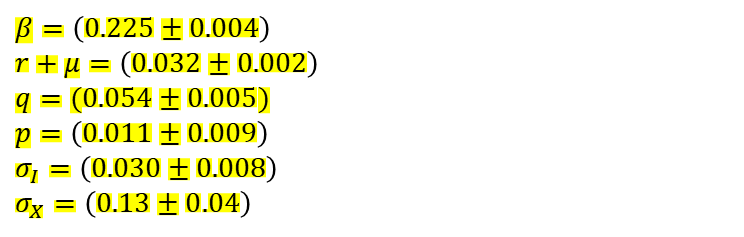 β = (0.225 ± 0.004)
r + μ = (0.032 ± 0.002)
q = (0.054 ± 0.005)
p = (0.011 ± 0.009)
σ_I = (0.030 ± 0.008)
σ_X = (0.13 ± 0.04)